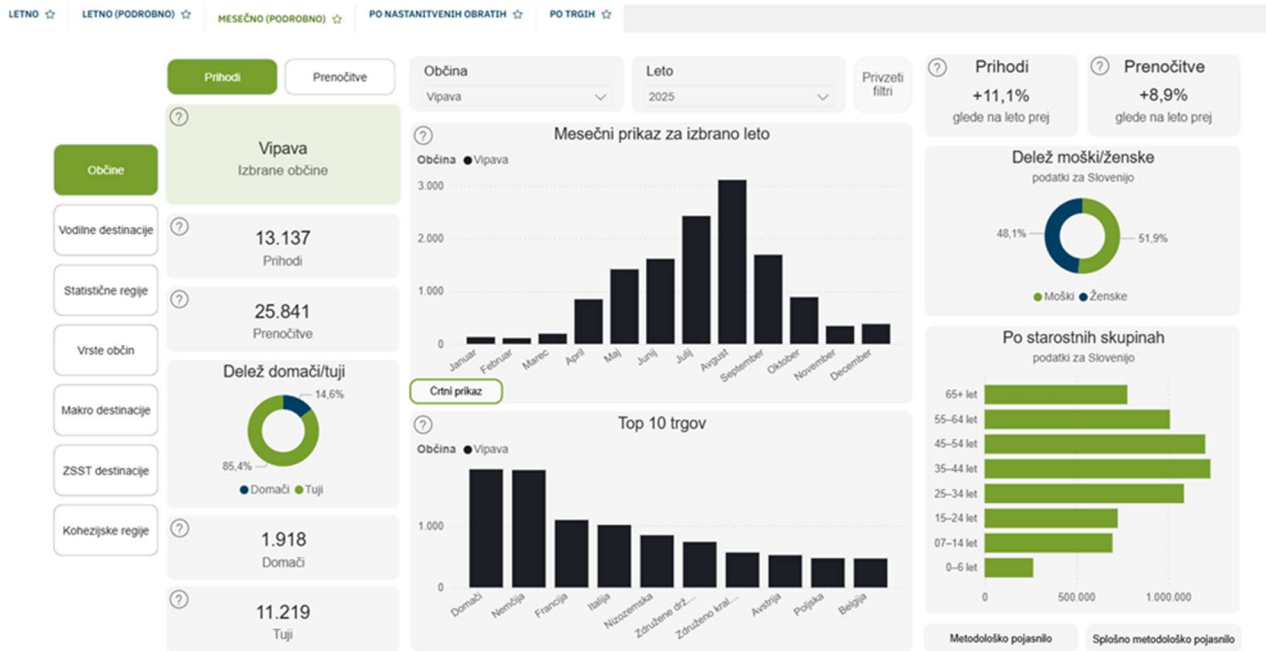 LETNO
LETNO (PODROBNO)
MESEČNO (PODROBNO)
PO NASTANITVENIH OBRATIH
PO TRGIH
Občine
Vodilne destinacije
Statistične regije
Vrste občin
Makro destinacije
ZSST destinacije
Kohezijske regije
Prihodi
Prenočitve
?
Vipava
Izbrane občine
?
13.137
Prihodi
?
25.841
Prenočitve
Delež domači/tuji
14,6%
85,4%
Domači
Tuji
?
1.918
Domači
?
11.219
Tuji
Občina
Vipava
Leto
2025
Privzeti
filtri
?
Mesečni prikaz za izbrano leto
Občina
Vipava
3.000
2.000
1.000
0
Januar
Februar
Marec
April
Maj
Junij
Julij
Avgust
September
Oktober
November
December
Črtni prikaz
?
Top 10 trgov
Občina
Vipava
1.000
0
Domači
Nemčija
Francija
Italija
Nizozemska
Združene drž...
Združeno kral...
Avstrija
Poljska
Belgija
?
Prihodi
+11,1%
glede na leto prej
?
Prenočitve
+8,9%
glede na leto prej
Delež moški/ženske
podatki za Slovenijo
48,1%
51,9%
Moški
Ženske
Po starostnih skupinah
podatki za Slovenijo
65+ let
55–64 let
45–54 let
35–44 let
25–34 let
15–24 let
07–14 let
0–6 let
0
500.000
1.000.000
Metodološko pojasnilo
Splošno metodološko pojasnilo